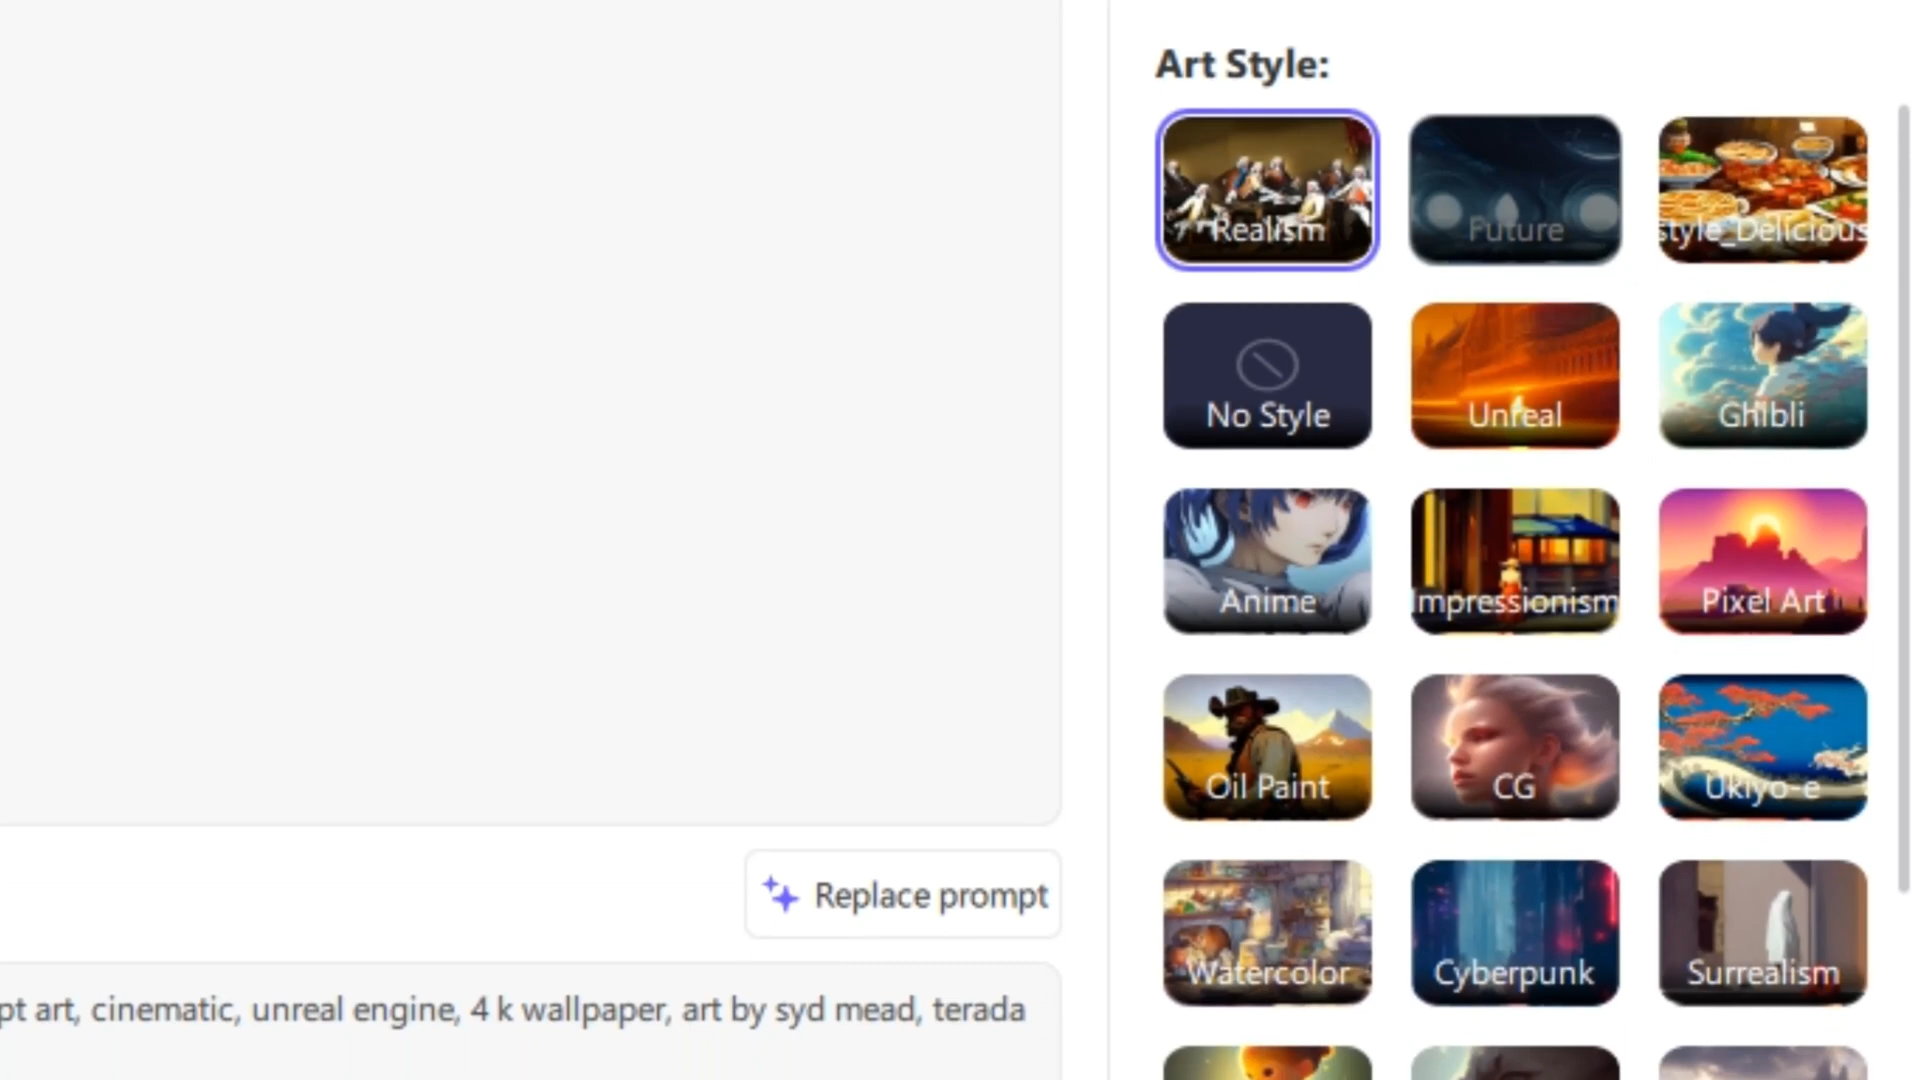 Art Style:
Realism
Future
style_Delicious
No Style
Unreal
Ghibli
Anime
Impressionism
Pixel Art
Oil Paint
CG
Ukiyo-e
Replace prompt
Watercolor
Cyberpunk
Surrealism
pt art, cinematic, unreal engine, 4 k wallpaper, art by syd mead, terada